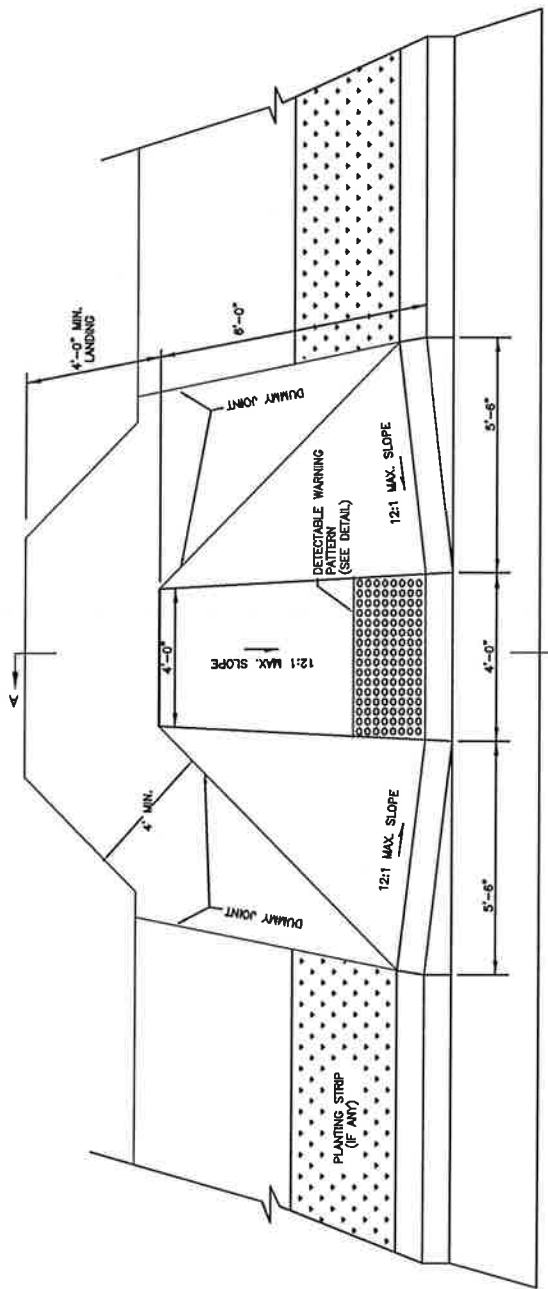 A
4'-0" MIN.
LANDING
6'-0"
4' MIN.
4'-0"
12:1 MAX. SLOPE
DUMMY JOINT
DUMMY JOINT
DETECTABLE WARNING
PATTERN
(SEE DETAIL)
12:1 MAX. SLOPE
12:1 MAX. SLOPE
PLANTING STRIP
(IF ANY)
5'-6"
4'-0"
5'-6"